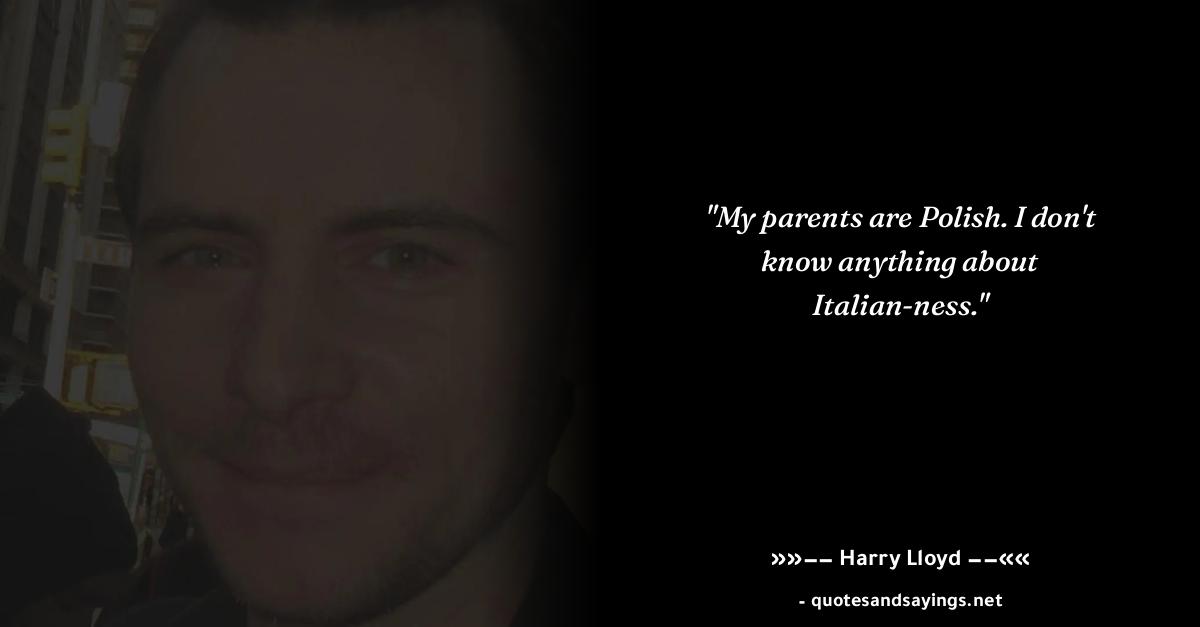 "My parents are Polish. I don't
know anything about
Italian-ness."
»»−− Harry Lloyd −−««
- quotesandsayings.net